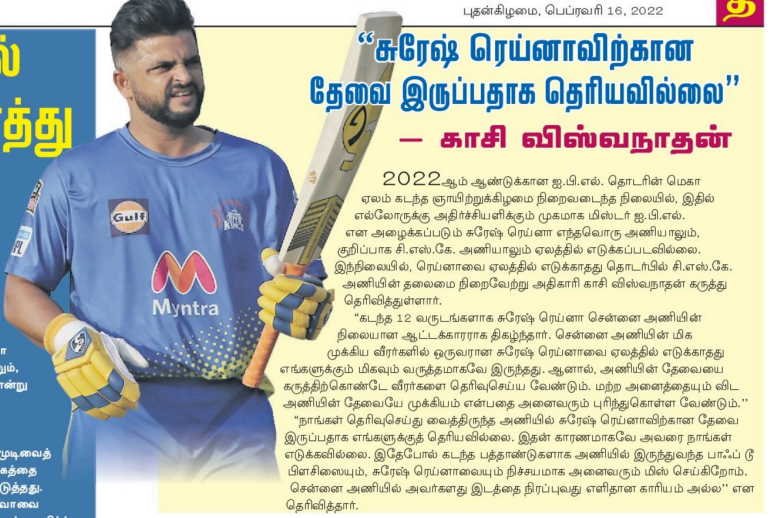 புதன்கிழமை, பெப்ரவரி 16, 2022
தீ
ல்
த்து
“சுரேஷ் ரெய்னாவிற்கான
தேவை இருப்பதாக தெரியவில்லை”
– காசி விஸ்வநாதன்
2022ஆம் ஆண்டுக்கான ஐ.பி.எல். தொடரின் மெகா
ஏலம் கடந்த ஞாயிற்றுக்கிழமை நிறைவடைந்த நிலையில், இதில்
எல்லோருக்கு அதிர்ச்சியளிக்கும் முகமாக மிஸ்டர் ஐ.பி.எல்.
என அழைக்கப்படும் சுரேஷ் ரெய்னா எந்தவொரு அணியாலும்,
குறிப்பாக சி.எஸ்.கே. அணியாலும் ஏலத்தில் எடுக்கப்படவில்லை.
இந்நிலையில், ரெய்னாவை ஏலத்தில் எடுக்காதது தொடர்பில் சி.எஸ்.கே.
அணியின் தலைமை நிறைவேற்று அதிகாரி காசி விஸ்வநாதன் கருத்து
தெரிவித்துள்ளார்.
“கடந்த 12 வருடங்களாக சுரேஷ் ரெய்னா சென்னை அணியின்
நிலையான ஆட்டக்காரராக திகழ்ந்தார். சென்னை அணியின் மிக
முக்கிய வீரர்களில் ஒருவரான சுரேஷ் ரெய்னாவை ஏலத்தில் எடுக்காதது
எங்களுக்கும் மிகவும் வருத்தமாகவே இருந்தது. ஆனால், அணியின் தேவையை
கருத்திற்கொண்டே வீரர்களை தெரிவுசெய்ய வேண்டும். மற்ற அனைத்தையும் விட
அணியின் தேவையே முக்கியம் என்பதை அனைவரும் புரிந்துகொள்ள வேண்டும்.''
“நாங்கள் தெரிவுசெய்து வைத்திருந்த அணியில் சுரேஷ் ரெய்னாவிற்கான தேவை
இருப்பதாக எங்களுக்குத் தெரியவில்லை. இதன் காரணமாகவே அவரை நாங்கள்
எடுக்கவில்லை. இதேபோல் கடந்த பத்தாண்டுகளாக அணியில் இருந்துவந்த பாஃப் டூ
பிளசிஸையும், சுரேஷ் ரெய்னாவையும் நிச்சயமாக அனைவரும் மிஸ் செய்கிறோம்.
சென்னை அணியில் அவர்களது இடத்தை நிரப்புவது எளிதான காரியம் அல்ல” என
தெரிவித்தார்.
Gulf
KINGS
IPL
Myntra
றும்,
ான்று
முடிவைத்
கத்தை
டுத்தது.
வாவை